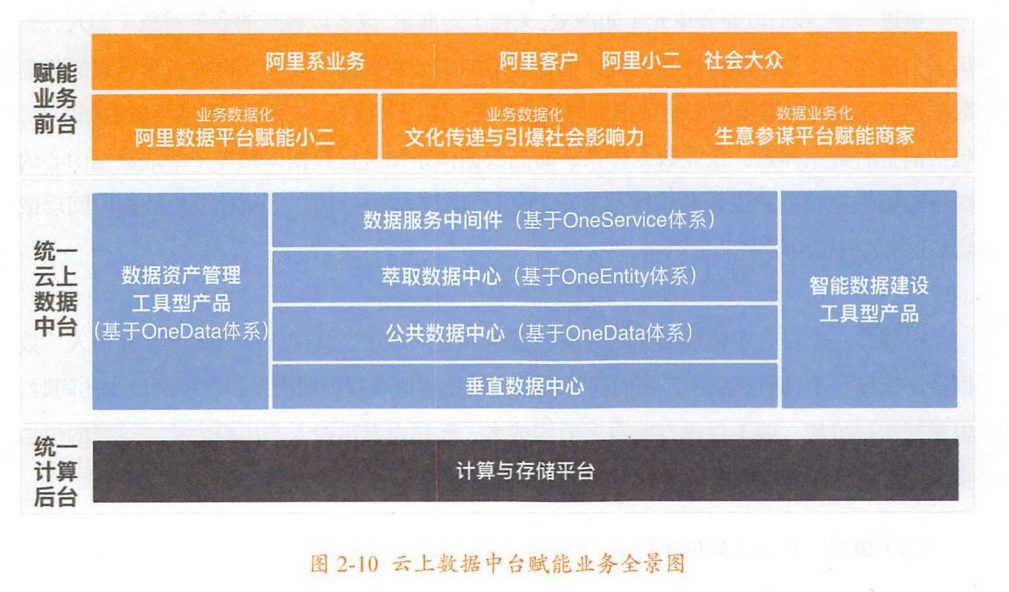 赋能
业务
前台
阿里系业务
阿里客户 阿里小二 社会大众
业务数据化
阿里数据平台赋能小二
业务数据化
文化传递与引爆社会影响力
数据业务化
生意参谋平台赋能商家
统一
云上
数据
中台
数据资产管理
工具型产品
(基于OneData体系)
数据服务中间件（基于OneService体系）
萃取数据中心（基于OneEntity体系）
公共数据中心（基于OneData体系）
垂直数据中心
智能数据建设
工具型产品
统一
计算
后台
计算与存储平台
图 2-10 云上数据中台赋能业务全景图